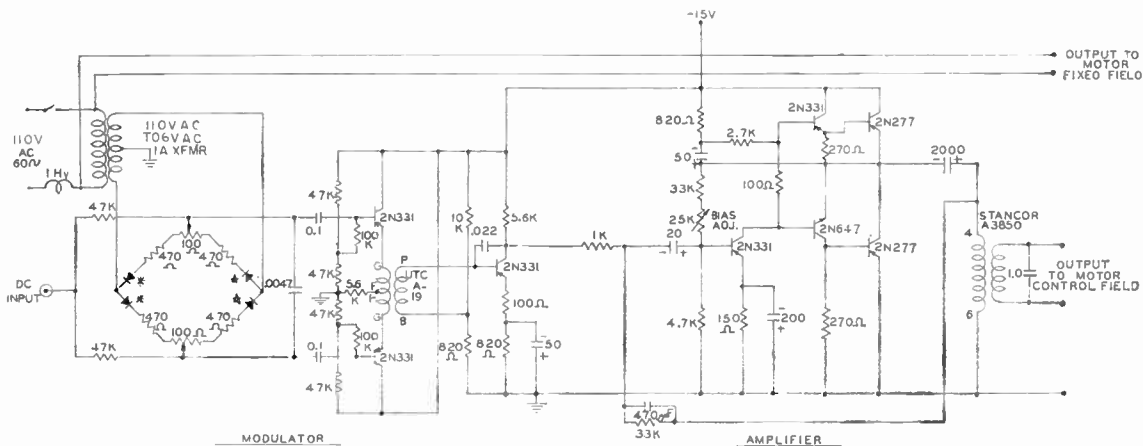 -15V
OUTPUT TO
MOTOR
FIXED FIELD
110V
AC
60∿
1 Hy
110VAC
TO6VAC
1A XFMR
47K
DC
INPUT
47K
100
Ω
470
Ω
470
Ω
470
Ω
470
Ω
100Ω
.0047
0.1
0.1
47K
47K
47K
47K
56
K
100
K
100
K
2N331
2N331
P
B
F
UTC
A-
19
10
K
820
Ω
.022
5.6K
2N331
100Ω
820
Ω
50
1K
820Ω
50
2.7K
33K
25K
BIAS
ADJ.
20
4.7K
2N331
150
Ω
200
100Ω
2N331
270Ω
2N277
2N647
2N277
270Ω
2000
STANCOR
A3850
4
6
1.0
OUTPUT
TO MOTOR
CONTROL FIELD
33K
MODULATOR
AMPLIFIER